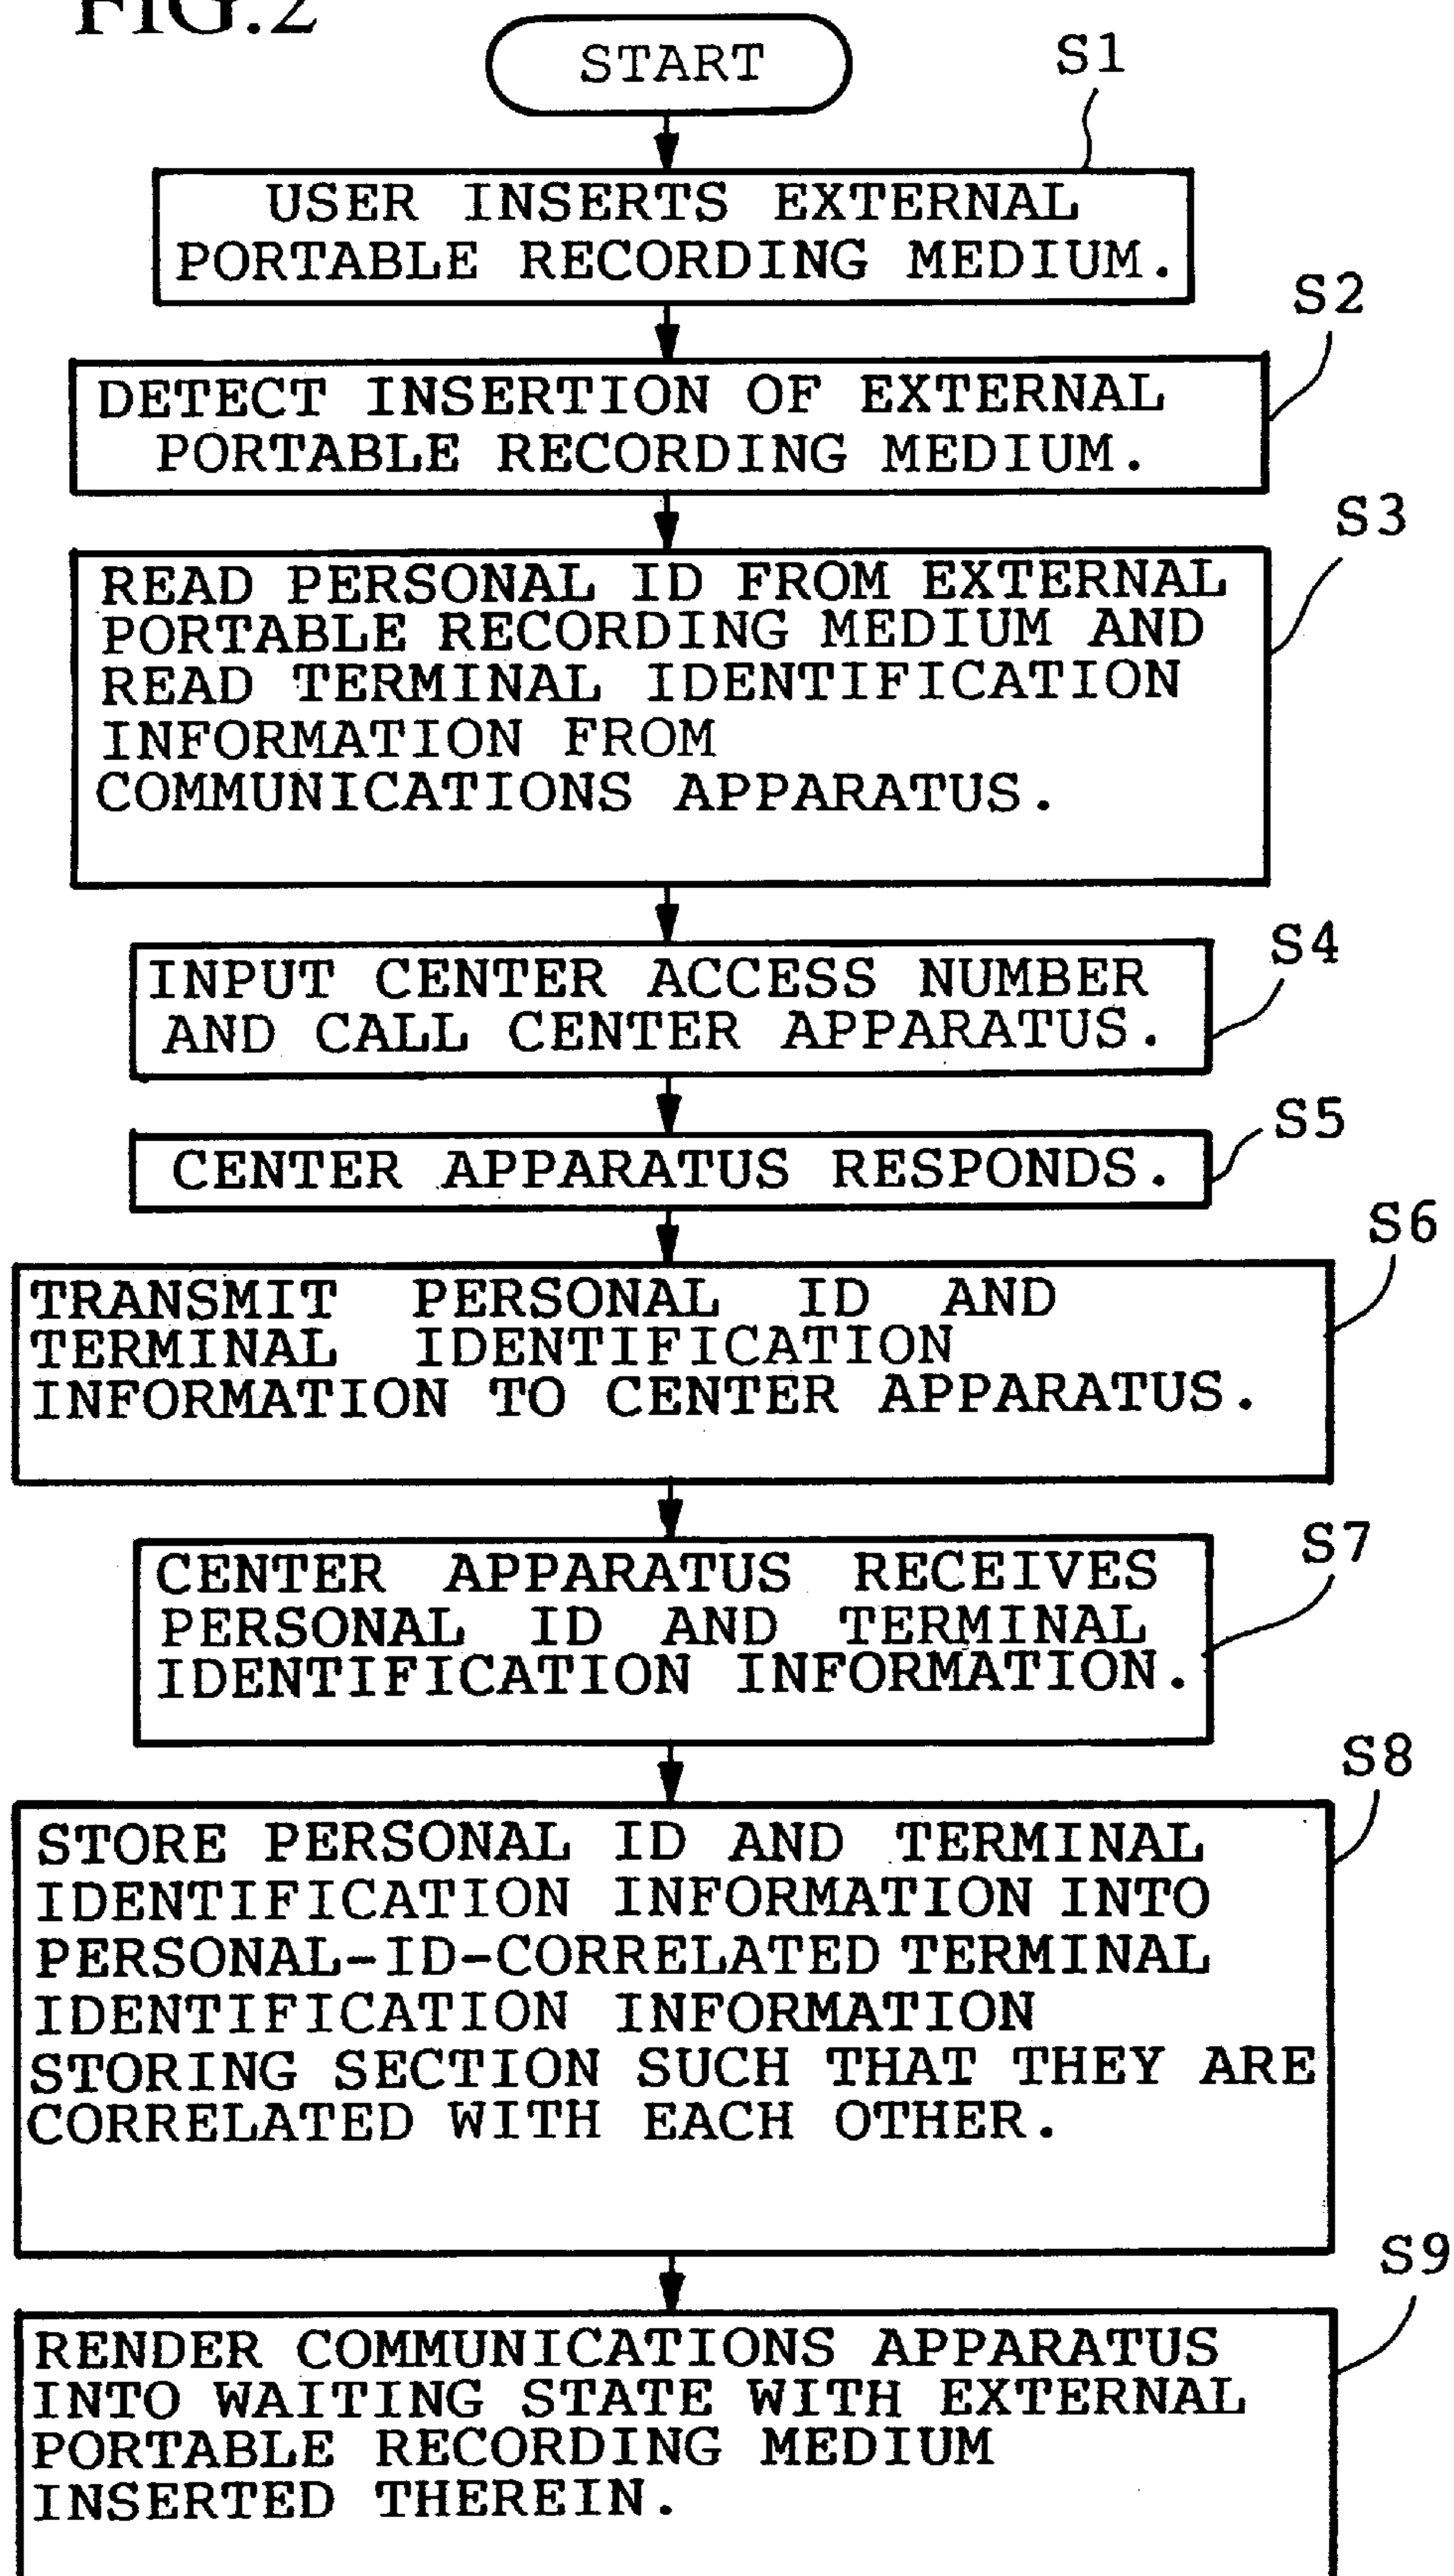 FIG.2
START
S1
USER INSERTS EXTERNAL
PORTABLE RECORDING MEDIUM.
S2
DETECT INSERTION OF EXTERNAL
PORTABLE RECORDING MEDIUM.
S3
READ PERSONAL ID FROM EXTERNAL
PORTABLE RECORDING MEDIUM AND
READ TERMINAL IDENTIFICATION
INFORMATION FROM
COMMUNICATIONS APPARATUS.
S4
INPUT CENTER ACCESS NUMBER
AND CALL CENTER APPARATUS.
S5
CENTER APPARATUS RESPONDS.
S6
TRANSMIT PERSONAL ID AND
TERMINAL IDENTIFICATION
INFORMATION TO CENTER APPARATUS.
S7
CENTER APPARATUS RECEIVES
PERSONAL ID AND TERMINAL
IDENTIFICATION INFORMATION.
S8
STORE PERSONAL ID AND TERMINAL
IDENTIFICATION INFORMATION INTO
PERSONAL-ID-CORRELATED TERMINAL
IDENTIFICATION INFORMATION
STORING SECTION SUCH THAT THEY ARE
CORRELATED WITH EACH OTHER.
S9
RENDER COMMUNICATIONS APPARATUS
INTO WAITING STATE WITH EXTERNAL
PORTABLE RECORDING MEDIUM
INSERTED THEREIN.